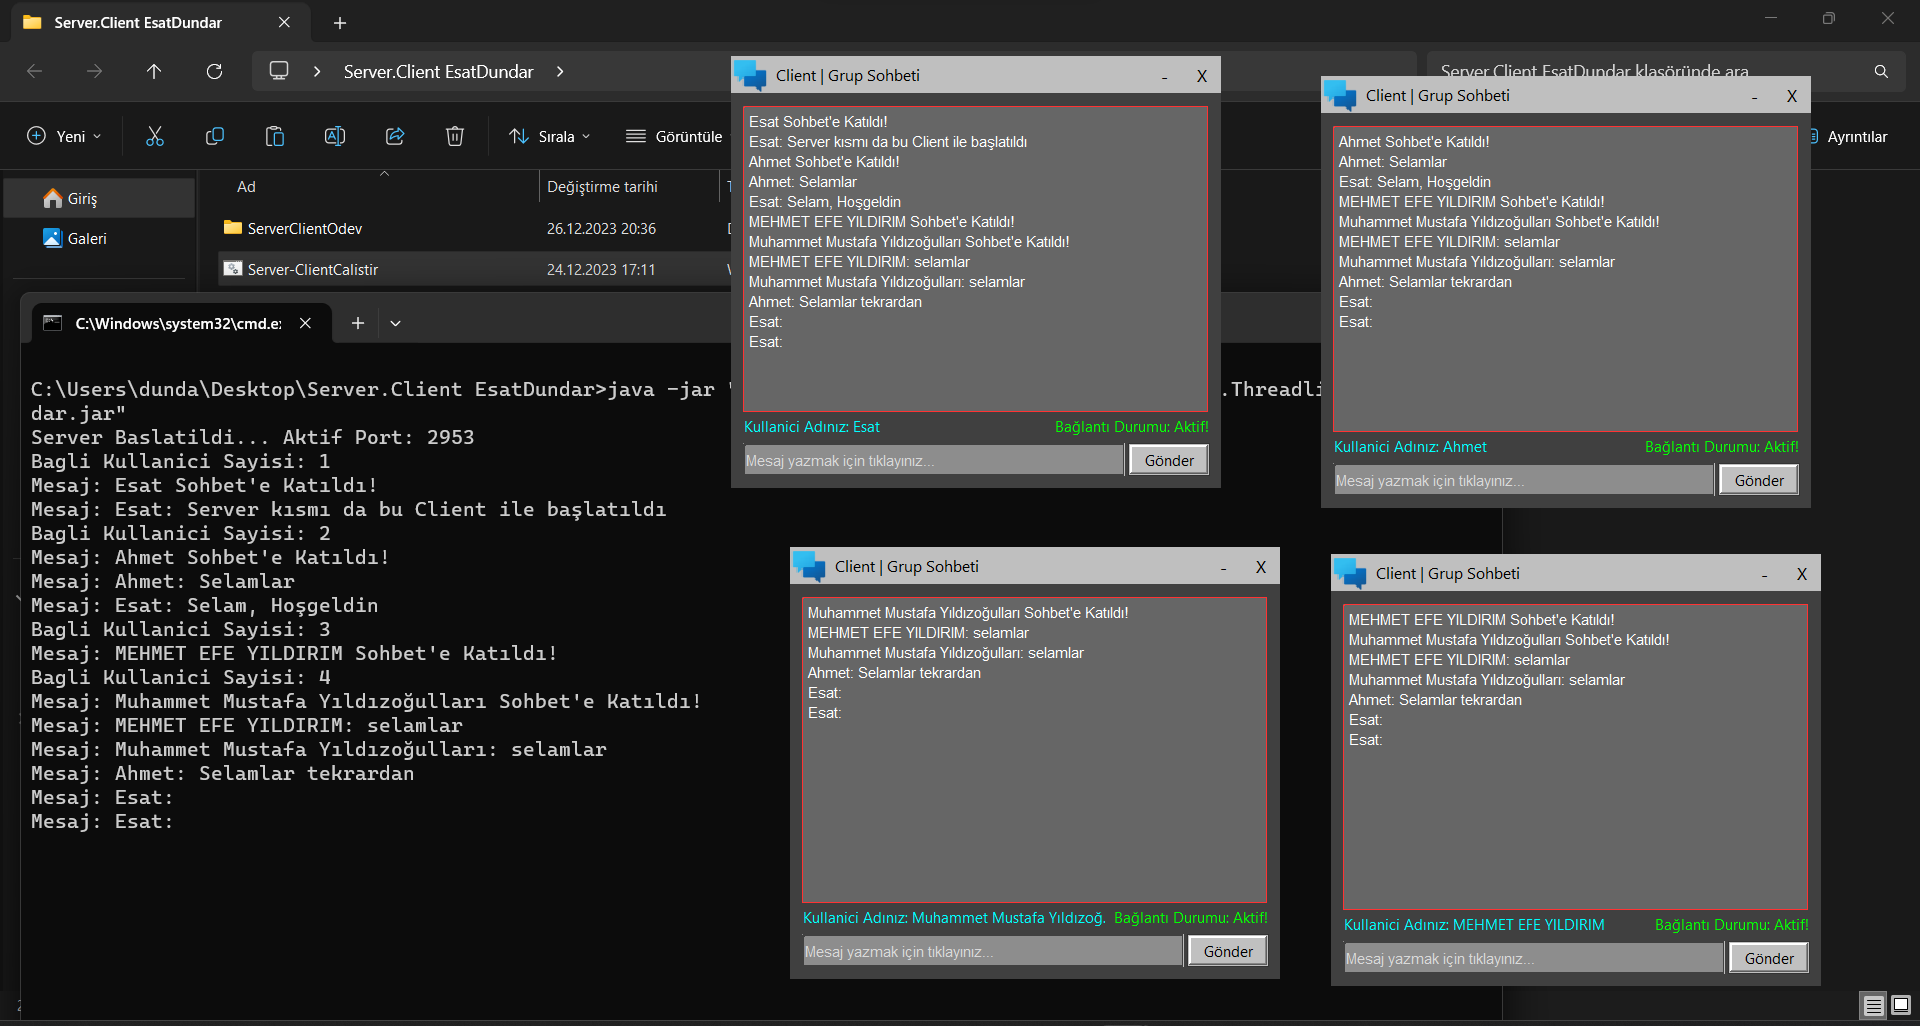 Server.Client EsatDundar
Server.Client EsatDundar
Server.Client EsatDundar klasöründe ara
Yeni
Sırala
Görüntüle
Ayrıntılar
Giriş
Galeri
Ad
Değiştirme tarihi
ServerClientOdev
26.12.2023 20:36
Server-ClientCalistir
24.12.2023 17:11
C:\Windows\system32\cmd.e
C:\Users\dunda\Desktop\Server.Client EsatDundar>java -jar "
.Threadli
dar.jar"
Server Baslatildi... Aktif Port: 2953
Bagli Kullanici Sayisi: 1
Mesaj: Esat Sohbet'e Katıldı!
Mesaj: Esat: Server kısmı da bu Client ile başlatıldı
Bagli Kullanici Sayisi: 2
Mesaj: Ahmet Sohbet'e Katıldı!
Mesaj: Ahmet: Selamlar
Mesaj: Esat: Selam, Hoşgeldin
Bagli Kullanici Sayisi: 3
Mesaj: MEHMET EFE YILDIRIM Sohbet'e Katıldı!
Bagli Kullanici Sayisi: 4
Mesaj: Muhammet Mustafa Yıldızoğulları Sohbet'e Katıldı!
Mesaj: MEHMET EFE YILDIRIM: selamlar
Mesaj: Muhammet Mustafa Yıldızoğulları: selamlar
Mesaj: Ahmet: Selamlar tekrardan
Mesaj: Esat:
Mesaj: Esat:
Client | Grup Sohbeti
- X
Esat Sohbet'e Katıldı!
Esat: Server kısmı da bu Client ile başlatıldı
Ahmet Sohbet'e Katıldı!
Ahmet: Selamlar
Esat: Selam, Hoşgeldin
MEHMET EFE YILDIRIM Sohbet'e Katıldı!
Muhammet Mustafa Yıldızoğulları Sohbet'e Katıldı!
MEHMET EFE YILDIRIM: selamlar
Muhammet Mustafa Yıldızoğulları: selamlar
Ahmet: Selamlar tekrardan
Esat:
Esat:
Kullanici Adınız: Esat
Bağlantı Durumu: Aktif!
Mesaj yazmak için tıklayınız...
Gönder
Client | Grup Sohbeti
- X
Ahmet Sohbet'e Katıldı!
Ahmet: Selamlar
Esat: Selam, Hoşgeldin
MEHMET EFE YILDIRIM Sohbet'e Katıldı!
Muhammet Mustafa Yıldızoğulları Sohbet'e Katıldı!
MEHMET EFE YILDIRIM: selamlar
Muhammet Mustafa Yıldızoğulları: selamlar
Ahmet: Selamlar tekrardan
Esat:
Esat:
Kullanici Adınız: Ahmet
Bağlantı Durumu: Aktif!
Mesaj yazmak için tıklayınız...
Gönder
Client | Grup Sohbeti
- X
Muhammet Mustafa Yıldızoğulları Sohbet'e Katıldı!
MEHMET EFE YILDIRIM: selamlar
Muhammet Mustafa Yıldızoğulları: selamlar
Ahmet: Selamlar tekrardan
Esat:
Esat:
Kullanici Adınız: Muhammet Mustafa Yıldızoğ.
Bağlantı Durumu: Aktif!
Mesaj yazmak için tıklayınız...
Gönder
Client | Grup Sohbeti
- X
MEHMET EFE YILDIRIM Sohbet'e Katıldı!
Muhammet Mustafa Yıldızoğulları Sohbet'e Katıldı!
MEHMET EFE YILDIRIM: selamlar
Muhammet Mustafa Yıldızoğulları: selamlar
Ahmet: Selamlar tekrardan
Esat:
Esat:
Kullanici Adınız: MEHMET EFE YILDIRIM
Bağlantı Durumu: Aktif!
Mesaj yazmak için tıklayınız...
Gönder